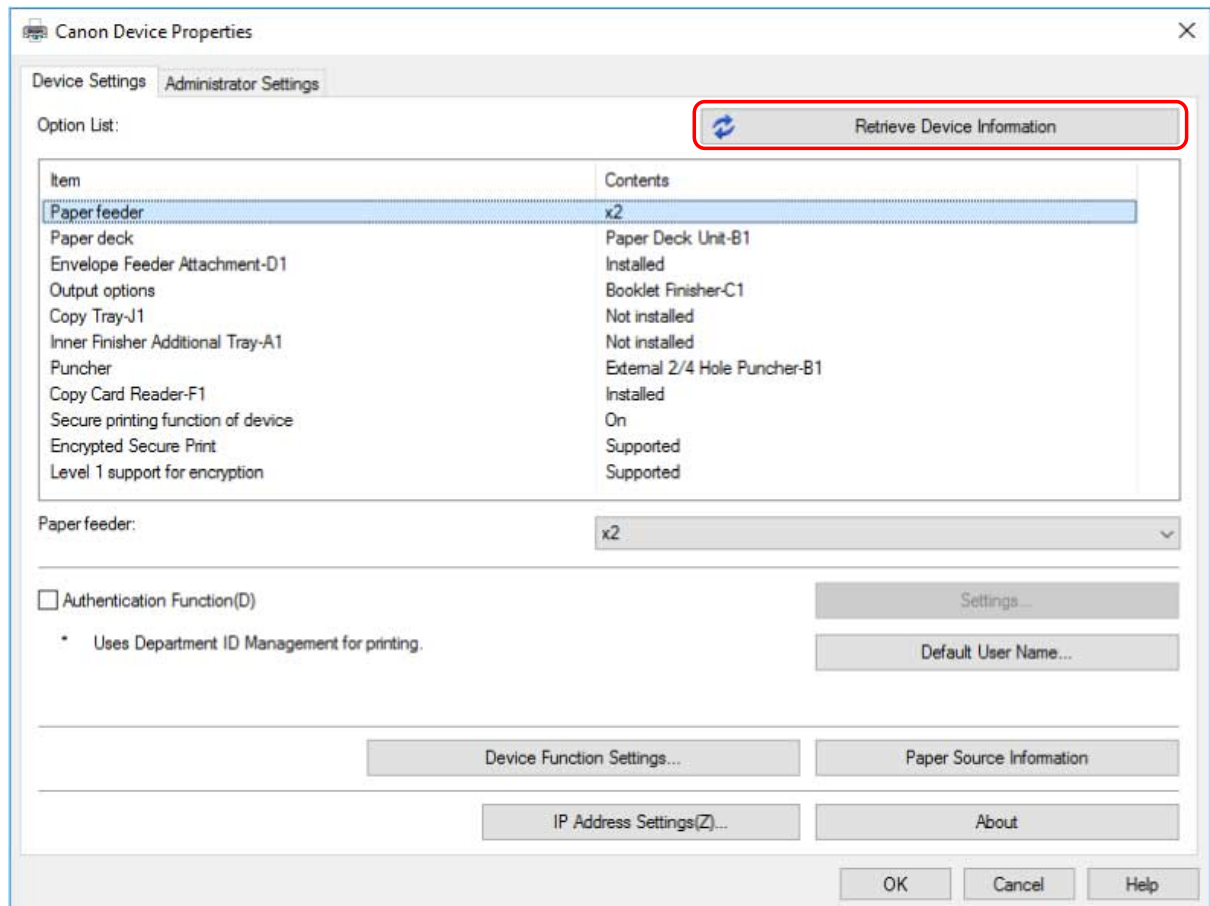 Canon Device Properties
Device Settings Administrator Settings
Option List: Retrieve Device Information
Item Contents
Paper feeder x2
Paper deck Paper Deck Unit-B1
Envelope Feeder Attachment-D1 Installed
Output options Booklet Finisher-C1
Copy Tray-J1 Not installed
Inner Finisher Additional Tray-A1 Not installed
Puncher External 2/4 Hole Puncher-B1
Copy Card Reader-F1 Installed
Secure printing function of device On
Encrypted Secure Print Supported
Level 1 support for encryption Supported
Paper feeder: x2
Authentication Function(D) Settings...
* Uses Department ID Management for printing.
Default User Name...
Device Function Settings... Paper Source Information
IP Address Settings(Z)... About
OK Cancel Help